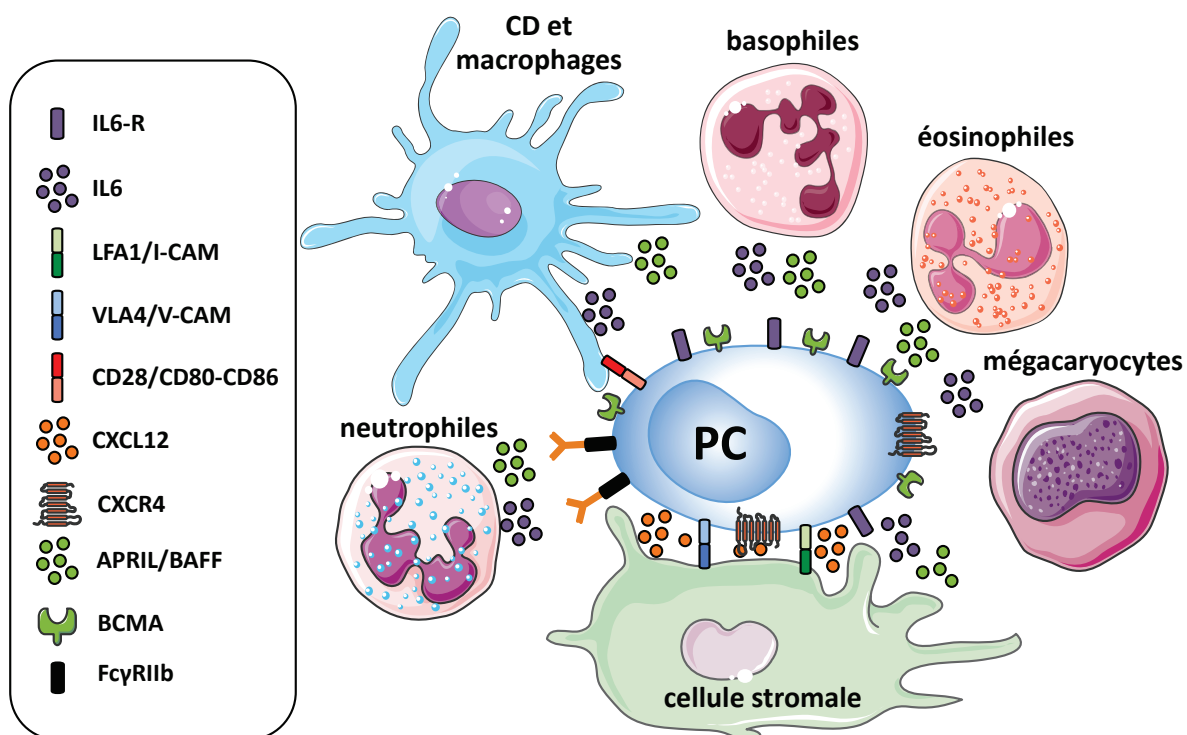 CD et
macrophages
basophiles
éosinophiles
mégacaryocytes
neutrophiles
PC
cellule stromale
IL6-R
IL6
LFA1/I-CAM
VLA4/V-CAM
CD28/CD80-CD86
CXCL12
CXCR4
APRIL/BAFF
BCMA
FcγRIIb